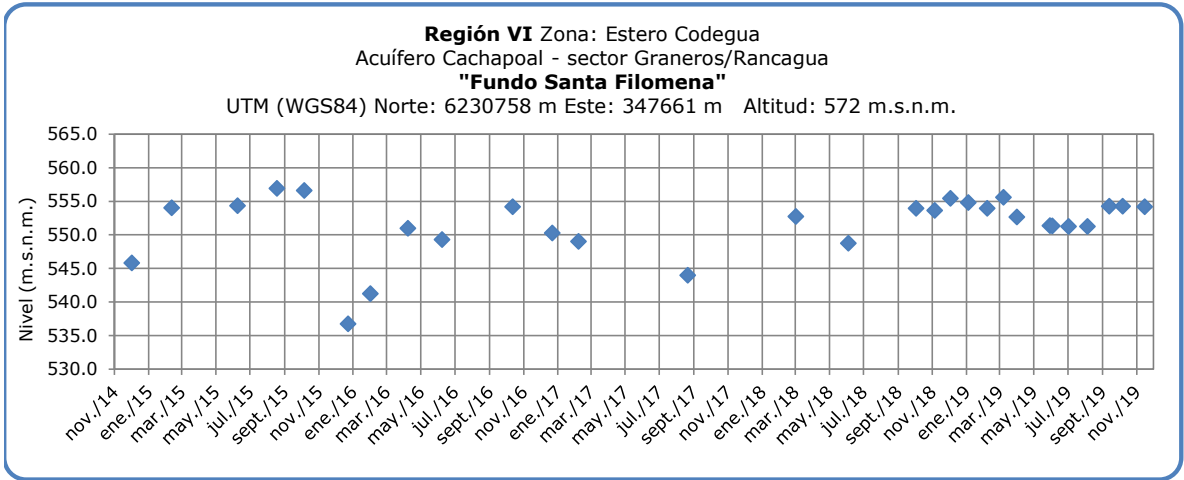 Región VI Zona: Estero Codegua
Acuífero Cachapoal - sector Graneros/Rancagua
"Fundo Santa Filomena"
UTM (WGS84) Norte: 6230758 m Este: 347661 m Altitud: 572 m.s.n.m.
Nivel (m.s.n.m.)
565.0
560.0
555.0
550.0
545.0
540.0
535.0
530.0
nov./14
ene./15
mar./15
may./15
jul./15
sept./15
nov./15
ene./16
mar./16
may./16
jul./16
sept./16
nov./16
ene./17
mar./17
may./17
jul./17
sept./17
nov./17
ene./18
mar./18
may./18
jul./18
sept./18
nov./18
ene./19
mar./19
may./19
jul./19
sept./19
nov./19